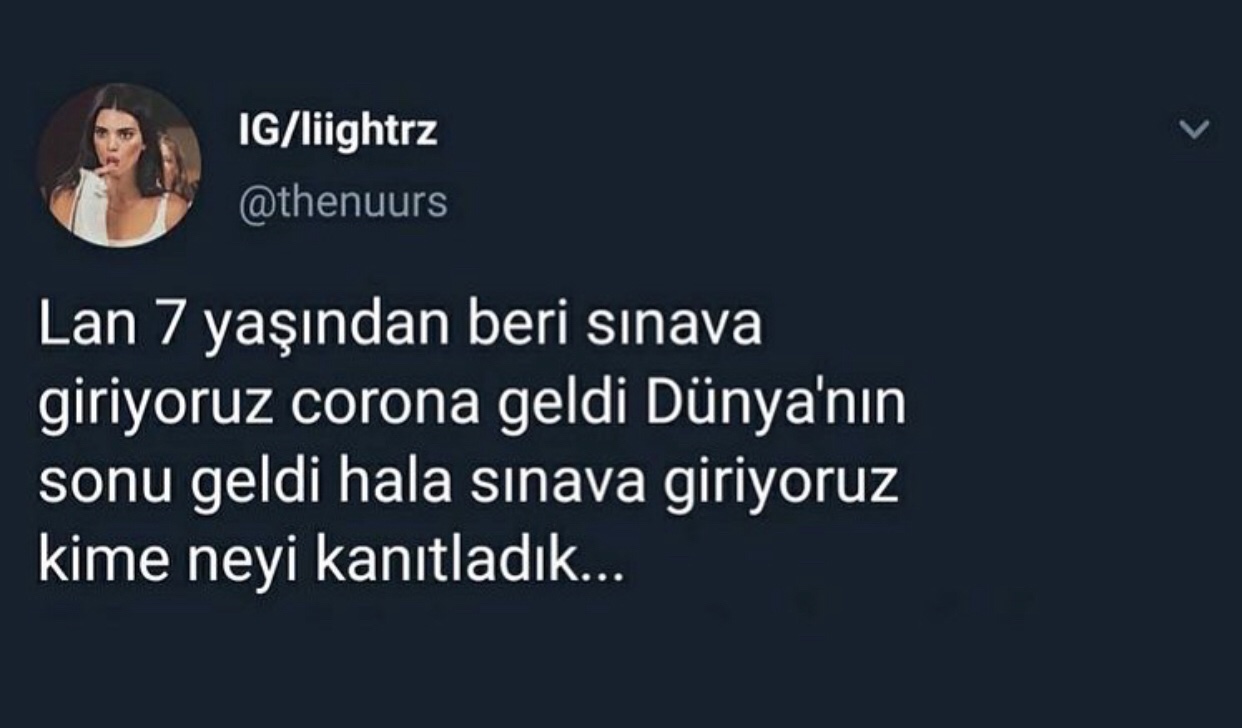 IG/liightrz
@thenuurs
Lan 7 yaşından beri sınava
giriyoruz corona geldi Dünya'nın
sonu geldi hala sınava giriyoruz
kime neyi kanıtladık...